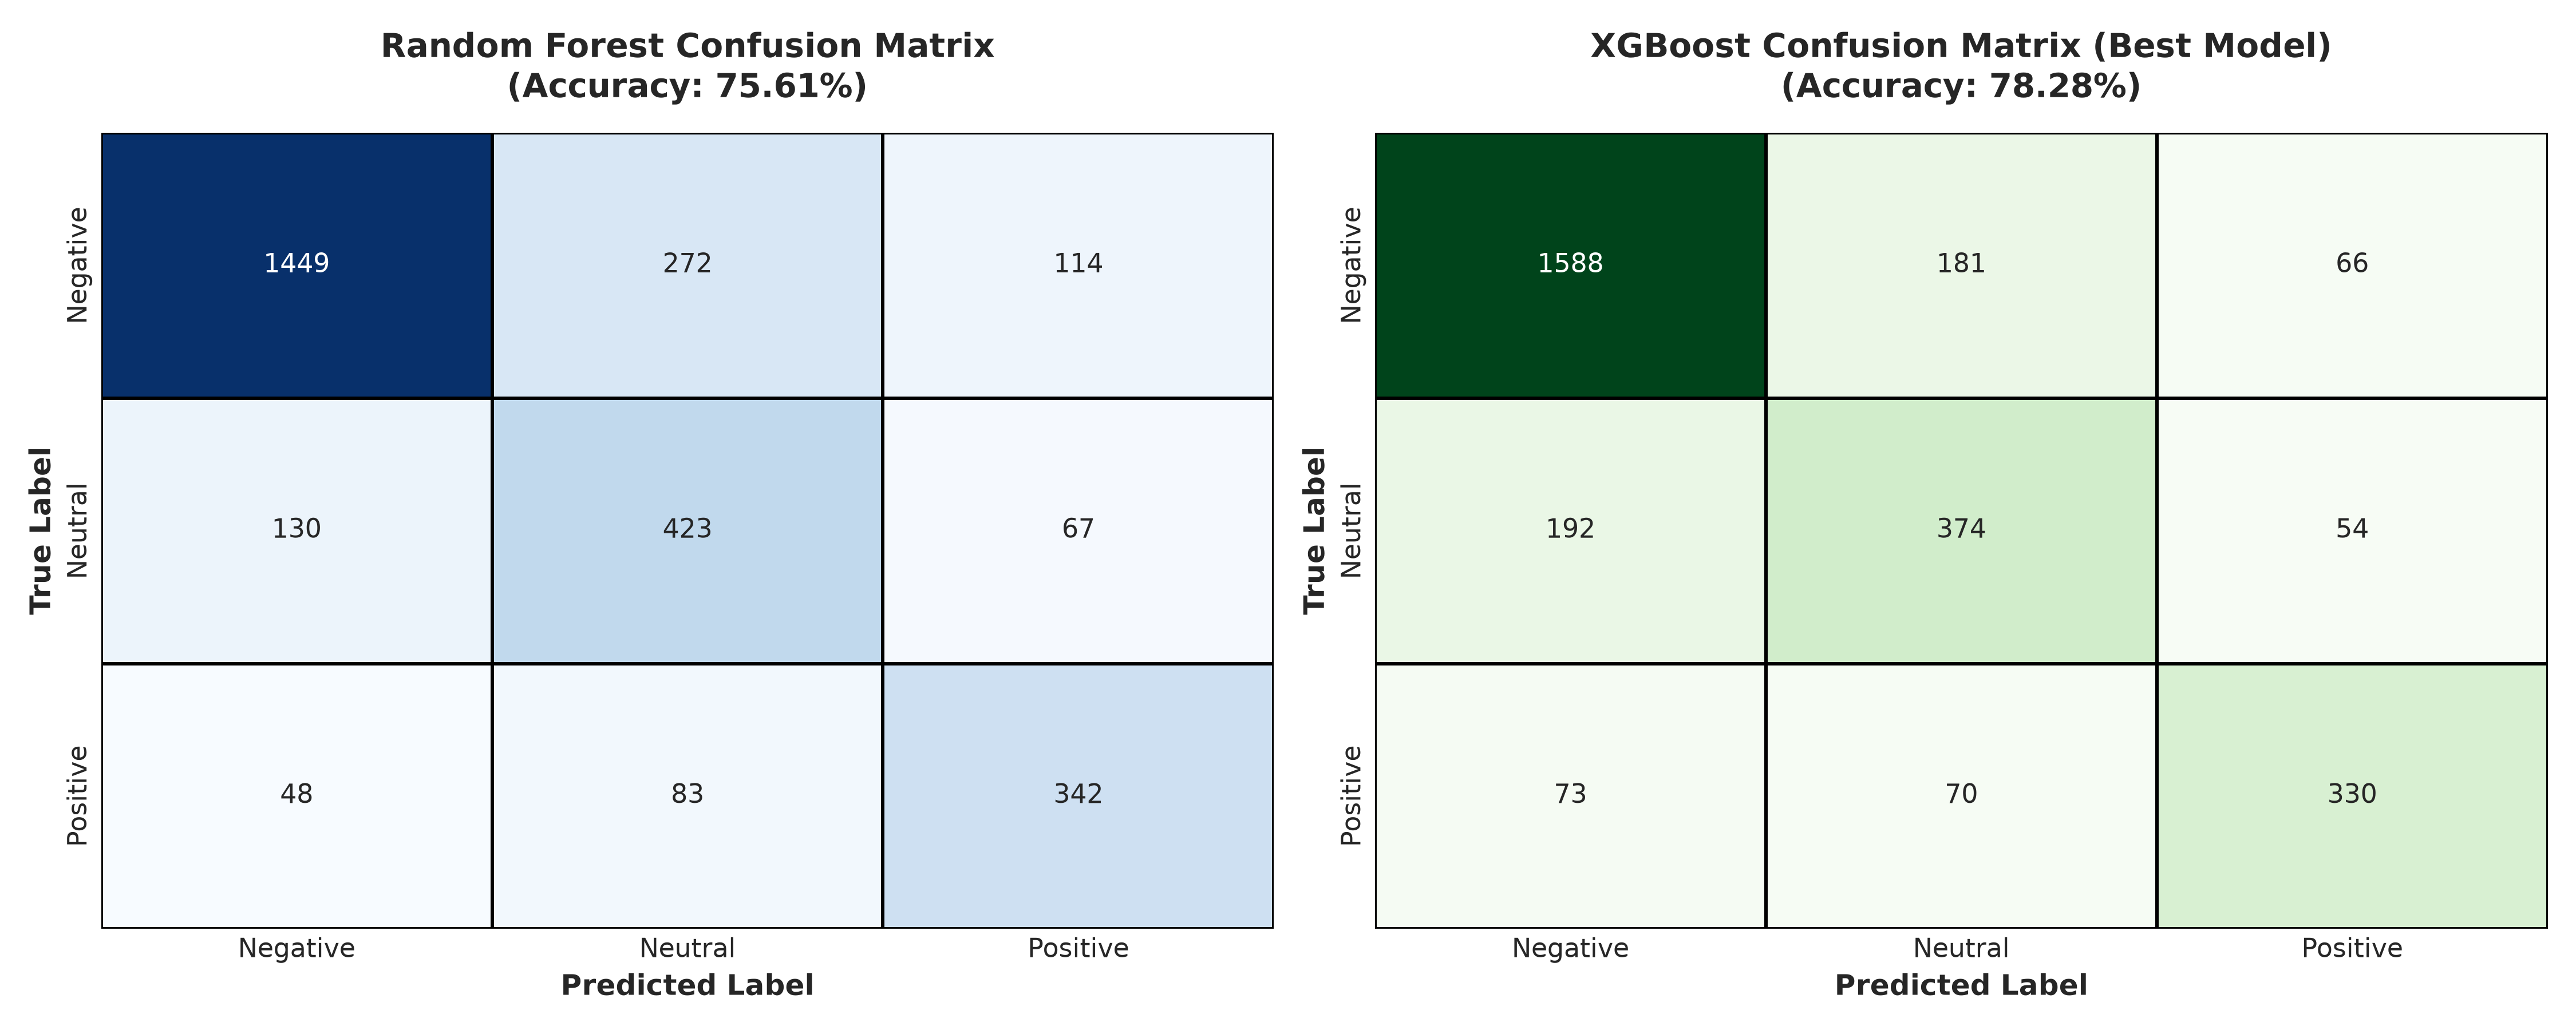 Random Forest Confusion Matrix
(Accuracy: 75.61%)
True Label
Negative
1449 272 114
Neutral
130 423 67
Positive
48 83 342
Negative Neutral Positive
Predicted Label
XGBoost Confusion Matrix (Best Model)
(Accuracy: 78.28%)
True Label
Negative
1588 181 66
Neutral
192 374 54
Positive
73 70 330
Negative Neutral Positive
Predicted Label